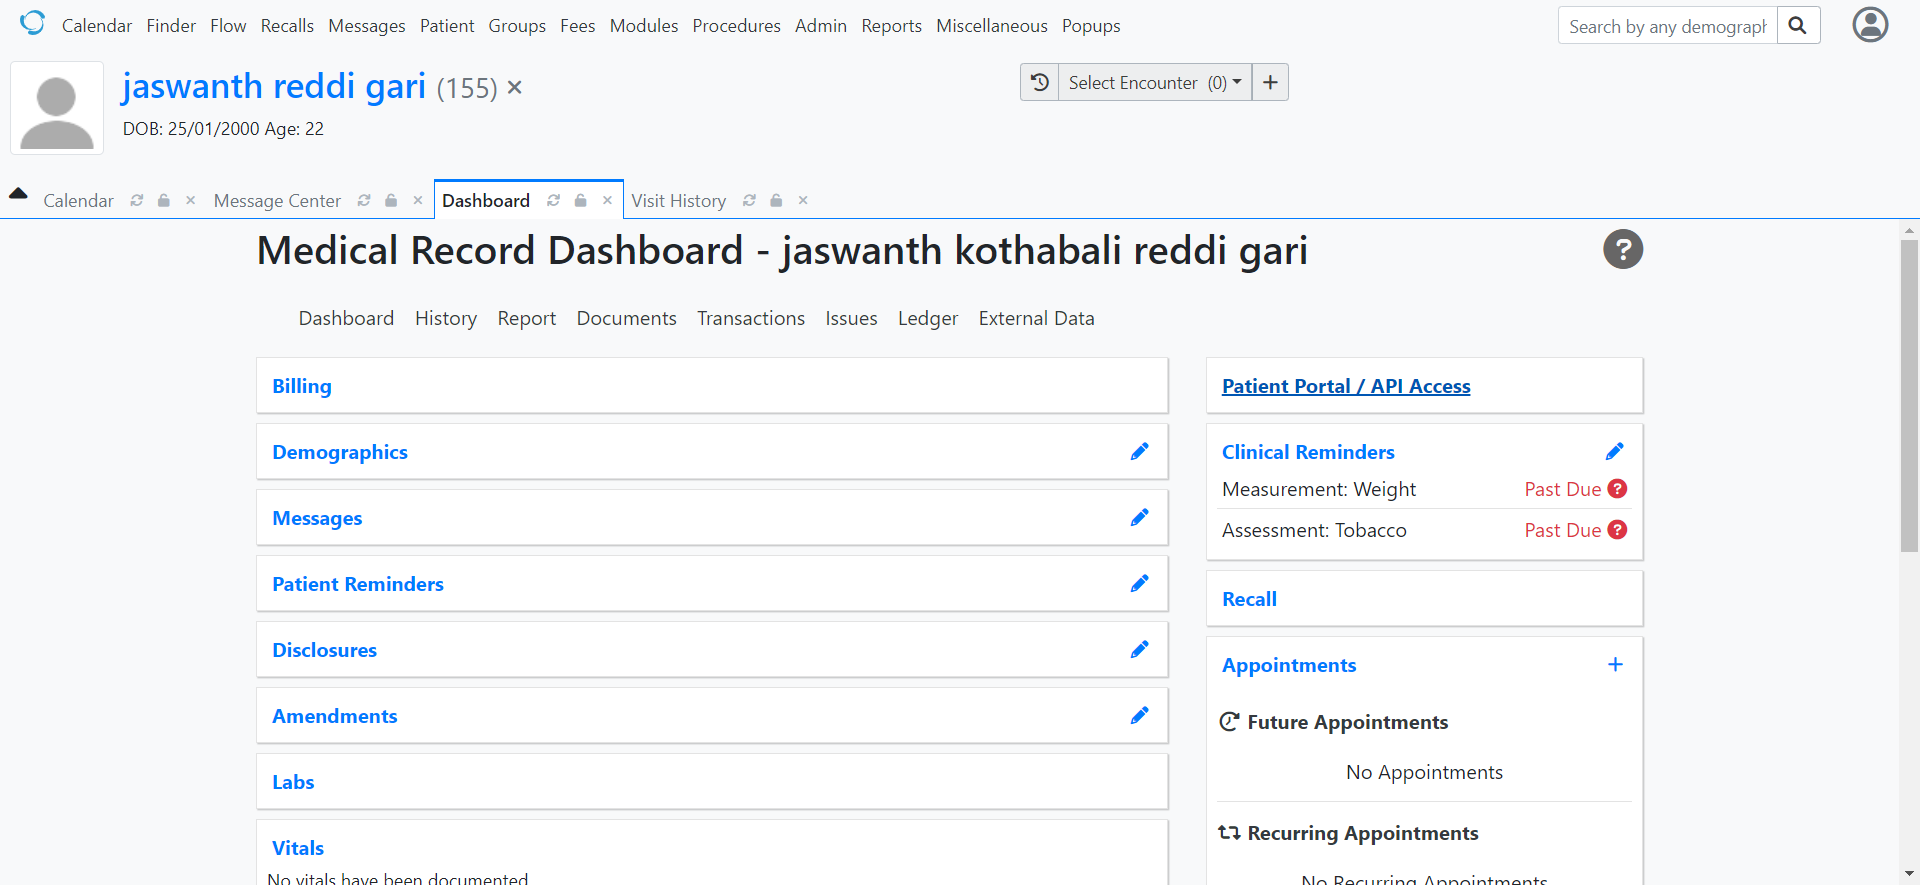 Calendar Finder Flow Recalls Messages Patient Groups Fees Modules Procedures Admin Reports Miscellaneous Popups
Search by any demograph
jaswanth reddi gari (155) ×
Select Encounter (0)
DOB: 25/01/2000 Age: 22
Calendar Message Center Dashboard Visit History
Medical Record Dashboard - jaswanth kothabali reddi gari
Dashboard History Report Documents Transactions Issues Ledger External Data
Billing
Demographics
Messages
Patient Reminders
Disclosures
Amendments
Labs
Vitals
No vitals have been documented
Patient Portal / API Access
Clinical Reminders
Measurement: Weight Past Due ?
Assessment: Tobacco Past Due ?
Recall
Appointments
Future Appointments
No Appointments
Recurring Appointments
No Recurring Appointments